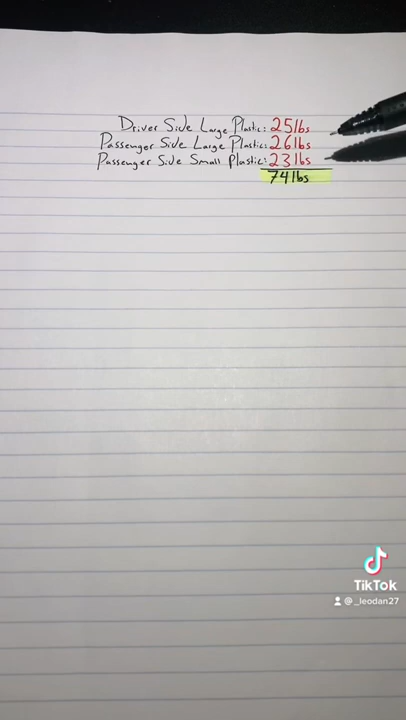 Driver Side Large Plastic: 25lbs
Passenger Side Large Plastic: 26lbs
Passenger Side Small Plastic: 23lbs
74lbs
TikTok
@_leodan27